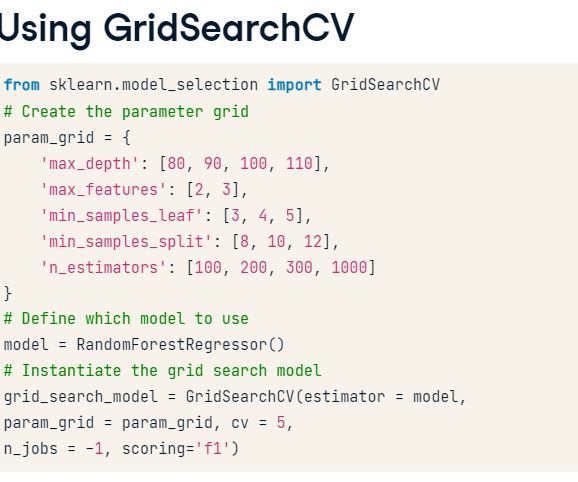 Using GridSearchCV
from sklearn.model_selection import GridSearchCV
# Create the parameter grid
param_grid = {
    'max_depth': [80, 90, 100, 110],
    'max_features': [2, 3],
    'min_samples_leaf': [3, 4, 5],
    'min_samples_split': [8, 10, 12],
    'n_estimators': [100, 200, 300, 1000]
}
# Define which model to use
model = RandomForestRegressor()
# Instantiate the grid search model
grid_search_model = GridSearchCV(estimator = model,
param_grid = param_grid, cv = 5,
n_jobs = -1, scoring='f1')